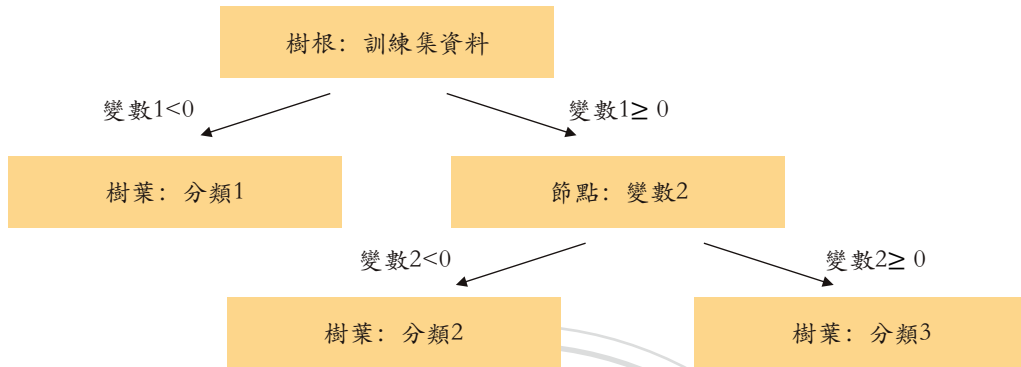 樹根：訓練集資料
變數1<0
變數1≥ 0
樹葉：分類1
節點：變數2
變數2<0
變數2≥ 0
樹葉：分類2
樹葉：分類3